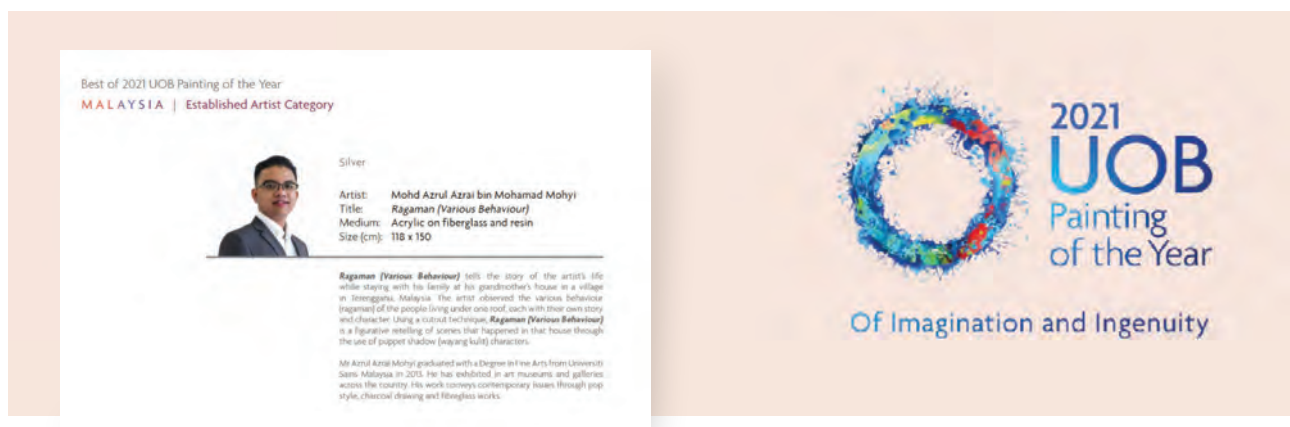 Best of 2021 UOB Painting of the Year
MALAYSIA | Established Artist Category
Silver
Artist: Mohd Azrul Azrai bin Mohamad Mohyi
Title: Ragaman (Various Behaviour)
Medium: Acrylic on fiberglass and resin
Size (cm): 118 x 150
Ragaman (Various Behaviour) tells the story of the artist's life
while staying with his family at his grandmother's house in a village
in Terengganu, Malaysia. The artist observed the various behaviour
(ragaman) of the people living under one roof, each with their own story
and character. Using a cutout technique, Ragaman (Various Behaviour)
is a figurative retelling of scenes that happened in that house through
the use of puppet shadow (wayang kulit) characters.
Mr Azrul Azrai Mohyi graduated with a Degree in Fine Arts from Universiti
Sains Malaysia in 2013. He has exhibited in art museums and galleries
across the country. His work conveys contemporary issues through pop
style, charcoal drawing and fibreglass works.
2021
UOB
Painting
of the Year
Of Imagination and Ingenuity